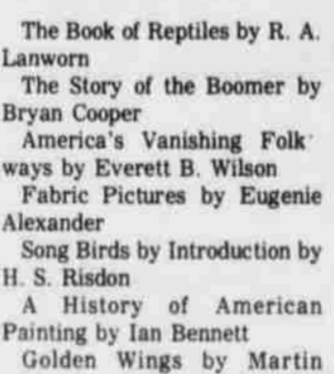 The Book of Reptiles by R. A.
Lanworn
The Story of the Boomer by
Bryan Cooper
America's Vanishing Folk
ways by Everett B. Wilson
Fabric Pictures by Eugenie
Alexander
Song Birds by Introduction by
H. S. Risdon
A History of American
Painting by Ian Bennett
Golden Wings by Martin